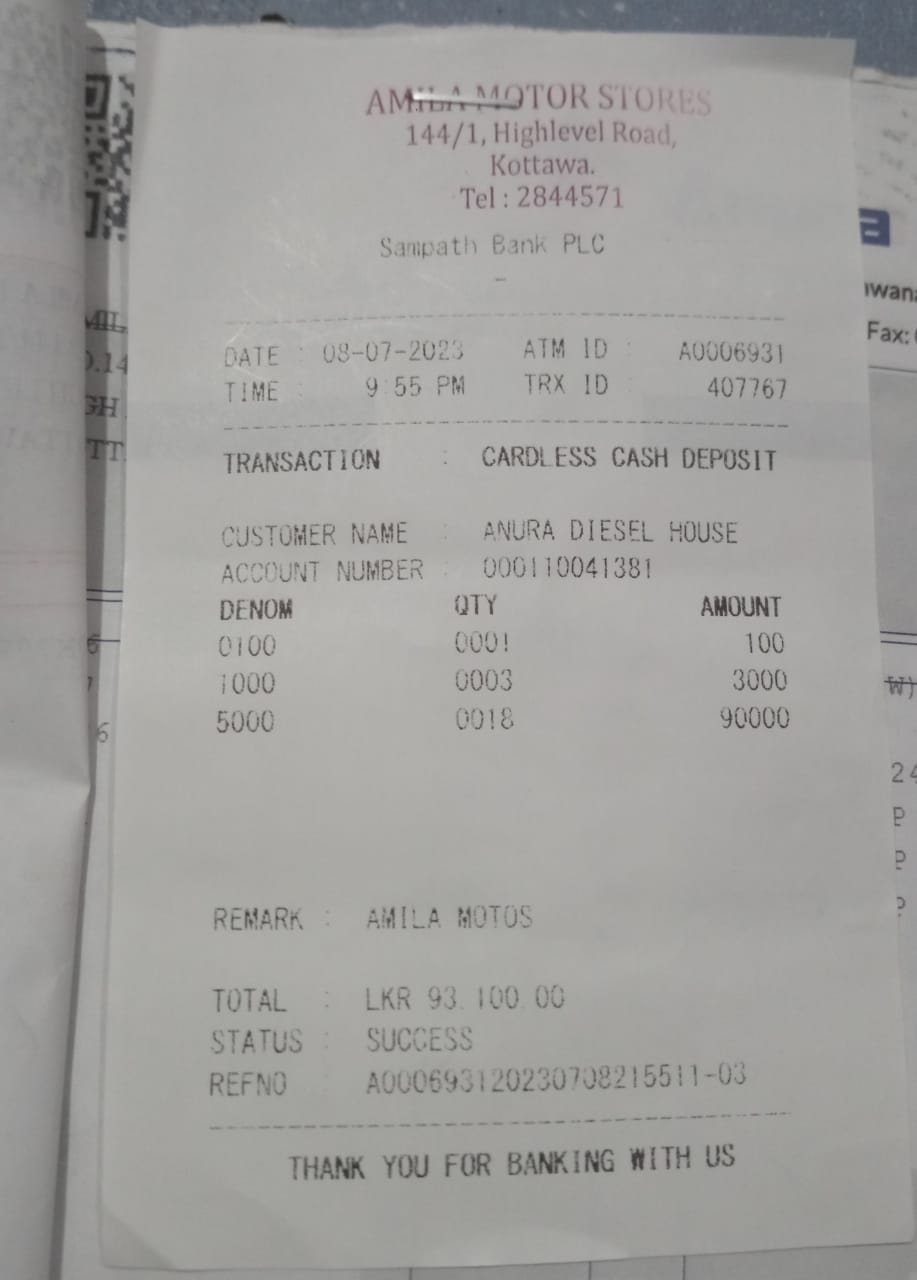 AMILA MOTOR STORES
144/1, Highlevel Road,
Kottawa.
Tel : 2844571
Sampath Bank PLC
DATE : 08-07-2023 ATM ID : A0006931
TIME : 9:55 PM TRX ID : 407767
TRANSACTION : CARDLESS CASH DEPOSIT
CUSTOMER NAME : ANURA DIESEL HOUSE
ACCOUNT NUMBER : 000110041381
DENOM QTY AMOUNT
0100 0001 100
1000 0003 3000
5000 0018 90000
REMARK : AMILA MOTOS
TOTAL : LKR 93,100.00
STATUS : SUCCESS
REFNO : A000693120230708215511-03
THANK YOU FOR BANKING WITH US
Fax: